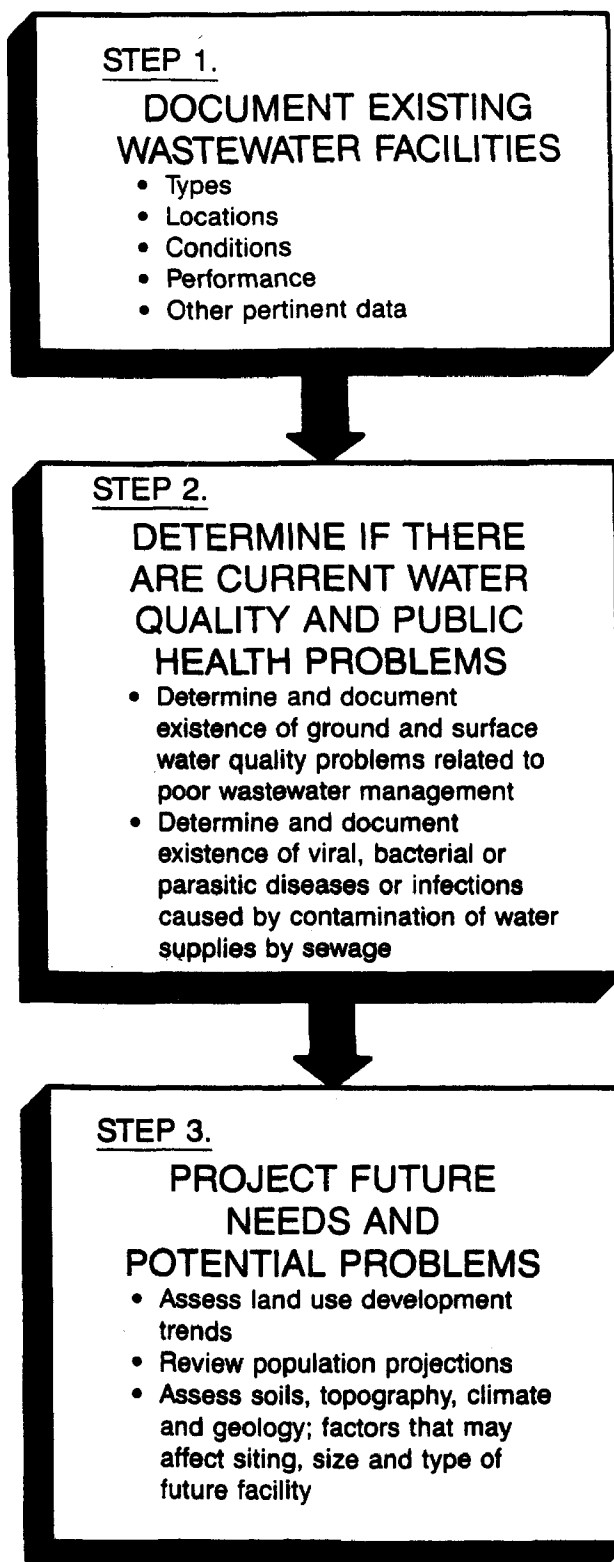 STEP 1.
DOCUMENT EXISTING
WASTEWATER FACILITIES
• Types
• Locations
• Conditions
• Performance
• Other pertinent data
STEP 2.
DETERMINE IF THERE
ARE CURRENT WATER
QUALITY AND PUBLIC
HEALTH PROBLEMS
• Determine and document
existence of ground and surface
water quality problems related to
poor wastewater management
• Determine and document
existence of viral, bacterial or
parasitic diseases or infections
caused by contamination of water
supplies by sewage
STEP 3.
PROJECT FUTURE
NEEDS AND
POTENTIAL PROBLEMS
• Assess land use development
trends
• Review population projections
• Assess soils, topography, climate
and geology; factors that may
affect siting, size and type of
future facility